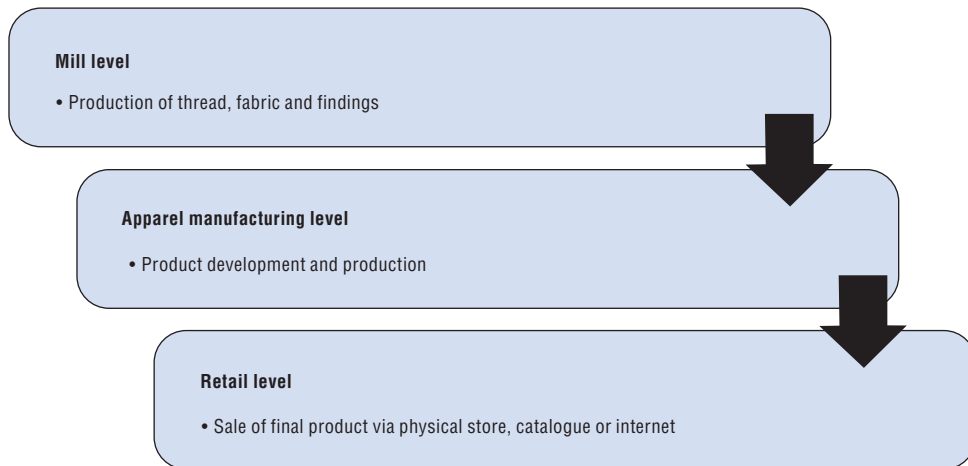 Mill level
• Production of thread, fabric and findings
Apparel manufacturing level
• Product development and production
Retail level
• Sale of final product via physical store, catalogue or internet